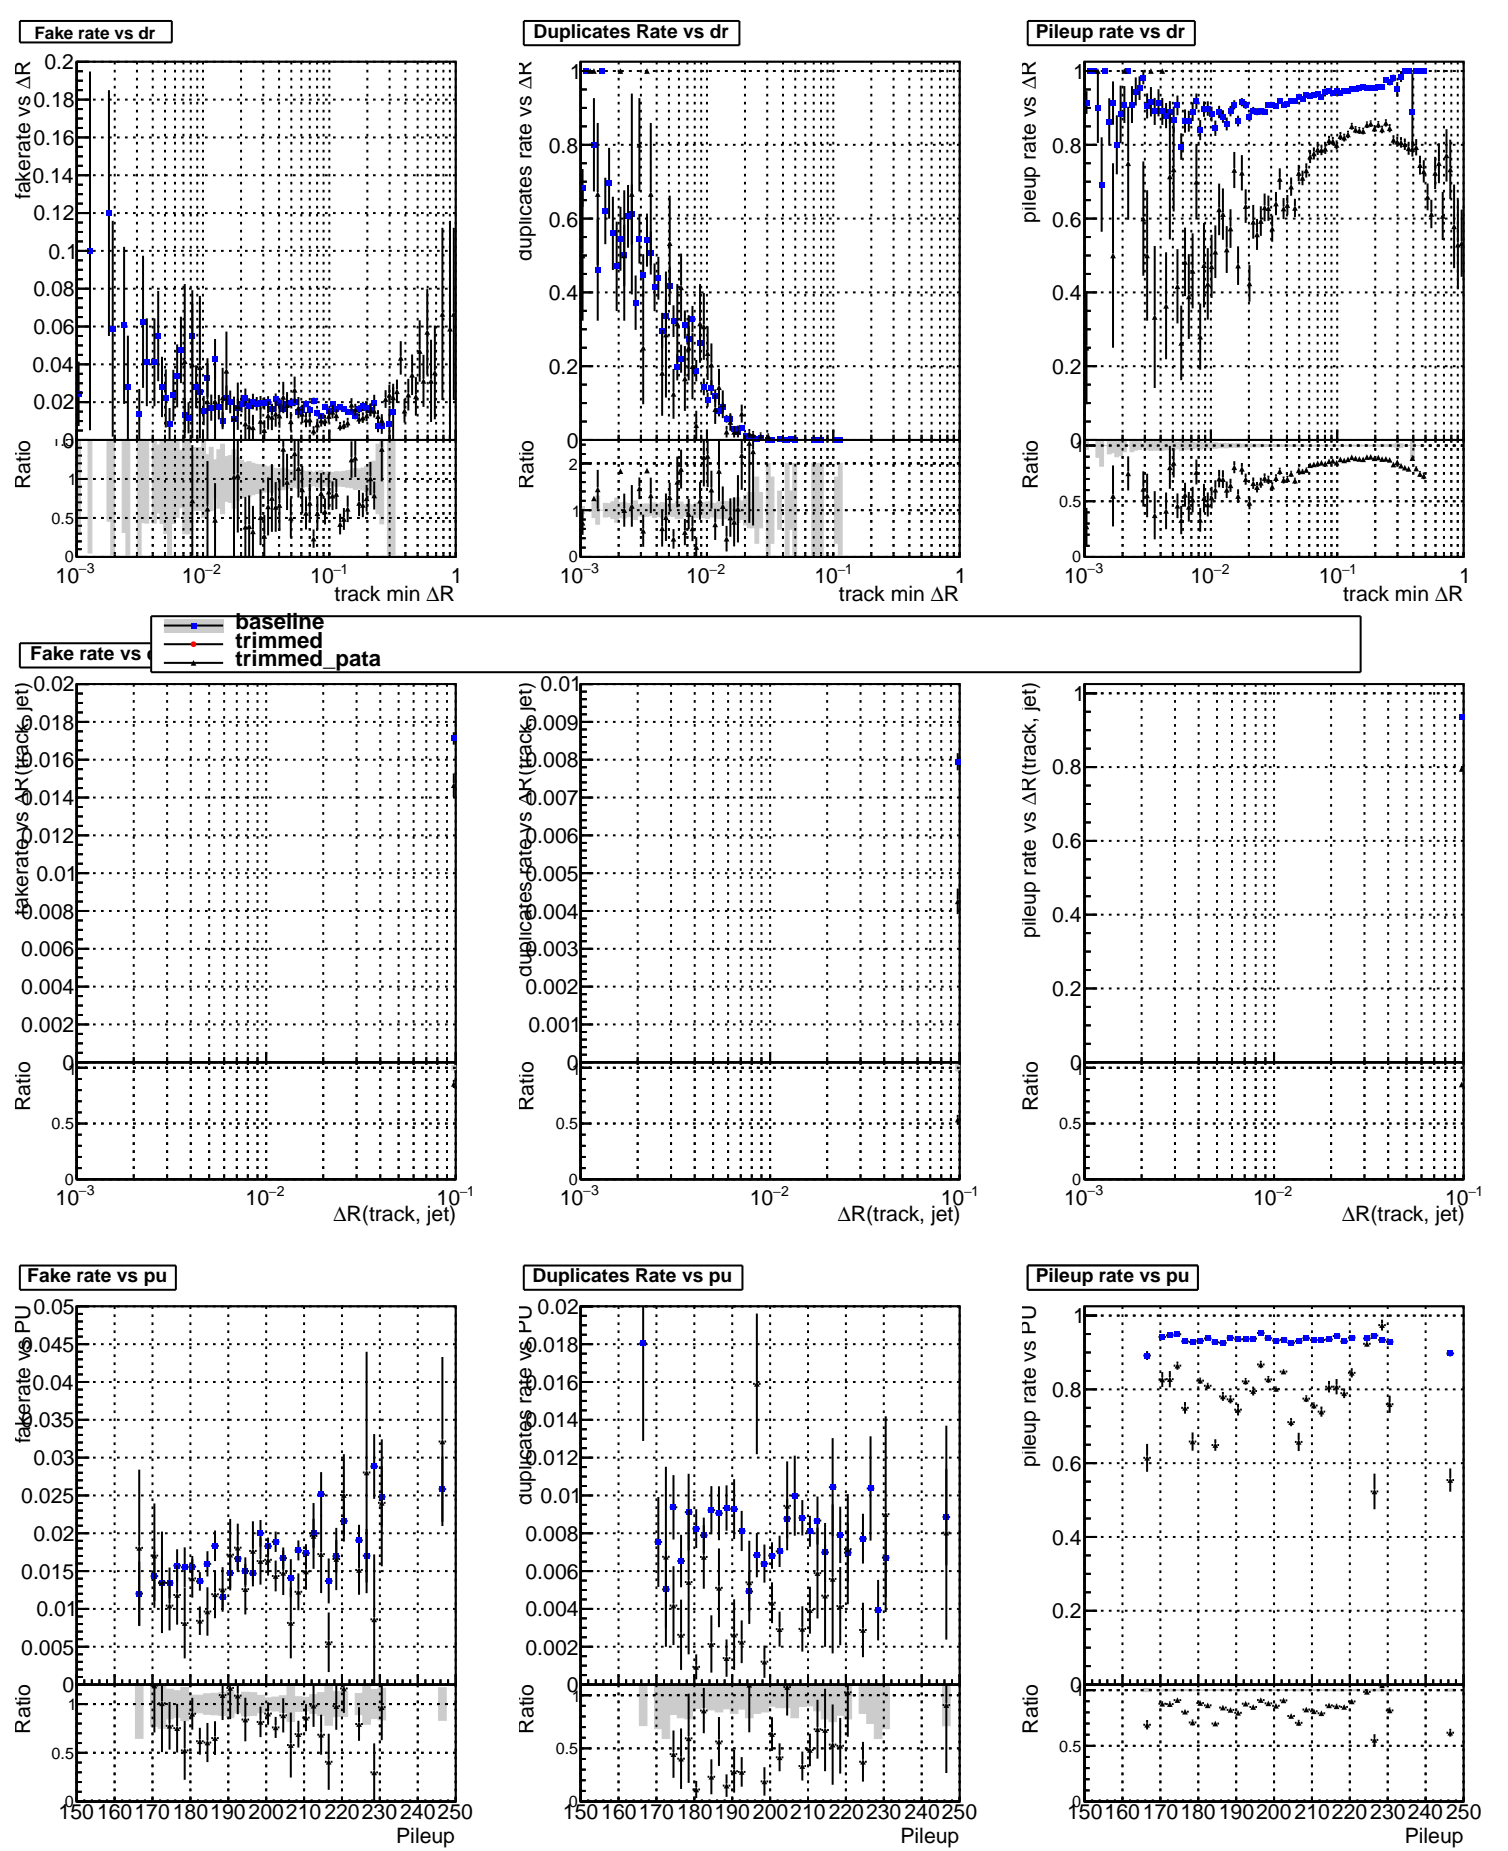 Fake rate vs dr
Duplicates Rate vs dr
Pileup rate vs dr
fakerate vs ΔR
0.2
0.18
0.16
0.14
0.12
0.1
0.08
0.06
0.04
0.02
0
Ratio
1
0.5
0
10⁻³ 10⁻² 10⁻¹ 1
track min ΔR
duplicates rate vs ΔR
1
0.8
0.6
0.4
0.2
0
Ratio
2
1
0
10⁻³ 10⁻² 10⁻¹ 1
track min ΔR
pileup rate vs ΔR
1
0.8
0.6
0.4
0.2
0
Ratio
0.5
0
10⁻³ 10⁻² 10⁻¹ 1
track min ΔR
baseline
trimmed
trimmed_pata
Fake rate vs
fakerate vs ΔR(track, jet)
0.02
0.018
0.016
0.014
0.012
0.01
0.008
0.006
0.004
0.002
0
Ratio
1
0.5
0
10⁻³ 10⁻² 10⁻¹
ΔR(track, jet)
duplicates rate vs ΔR(track, jet)
0.01
0.009
0.008
0.007
0.006
0.005
0.004
0.003
0.002
0.001
0
Ratio
1
0.5
0
10⁻³ 10⁻² 10⁻¹
ΔR(track, jet)
pileup rate vs ΔR(track, jet)
1
0.8
0.6
0.4
0.2
0
Ratio
1
0.5
0
10⁻³ 10⁻² 10⁻¹
ΔR(track, jet)
Fake rate vs pu
Duplicates Rate vs pu
Pileup rate vs pu
fakerate vs PU
0.05
0.045
0.04
0.035
0.03
0.025
0.02
0.015
0.01
0.005
0
Ratio
1
0.5
0
150 160 170 180 190 200 210 220 230 240 250
Pileup
duplicates rate vs PU
0.02
0.018
0.016
0.014
0.012
0.01
0.008
0.006
0.004
0.002
0
Ratio
1
0.5
0
150 160 170 180 190 200 210 220 230 240 250
Pileup
pileup rate vs PU
1
0.8
0.6
0.4
0.2
0
Ratio
0.5
0
150 160 170 180 190 200 210 220 230 240 250
Pileup